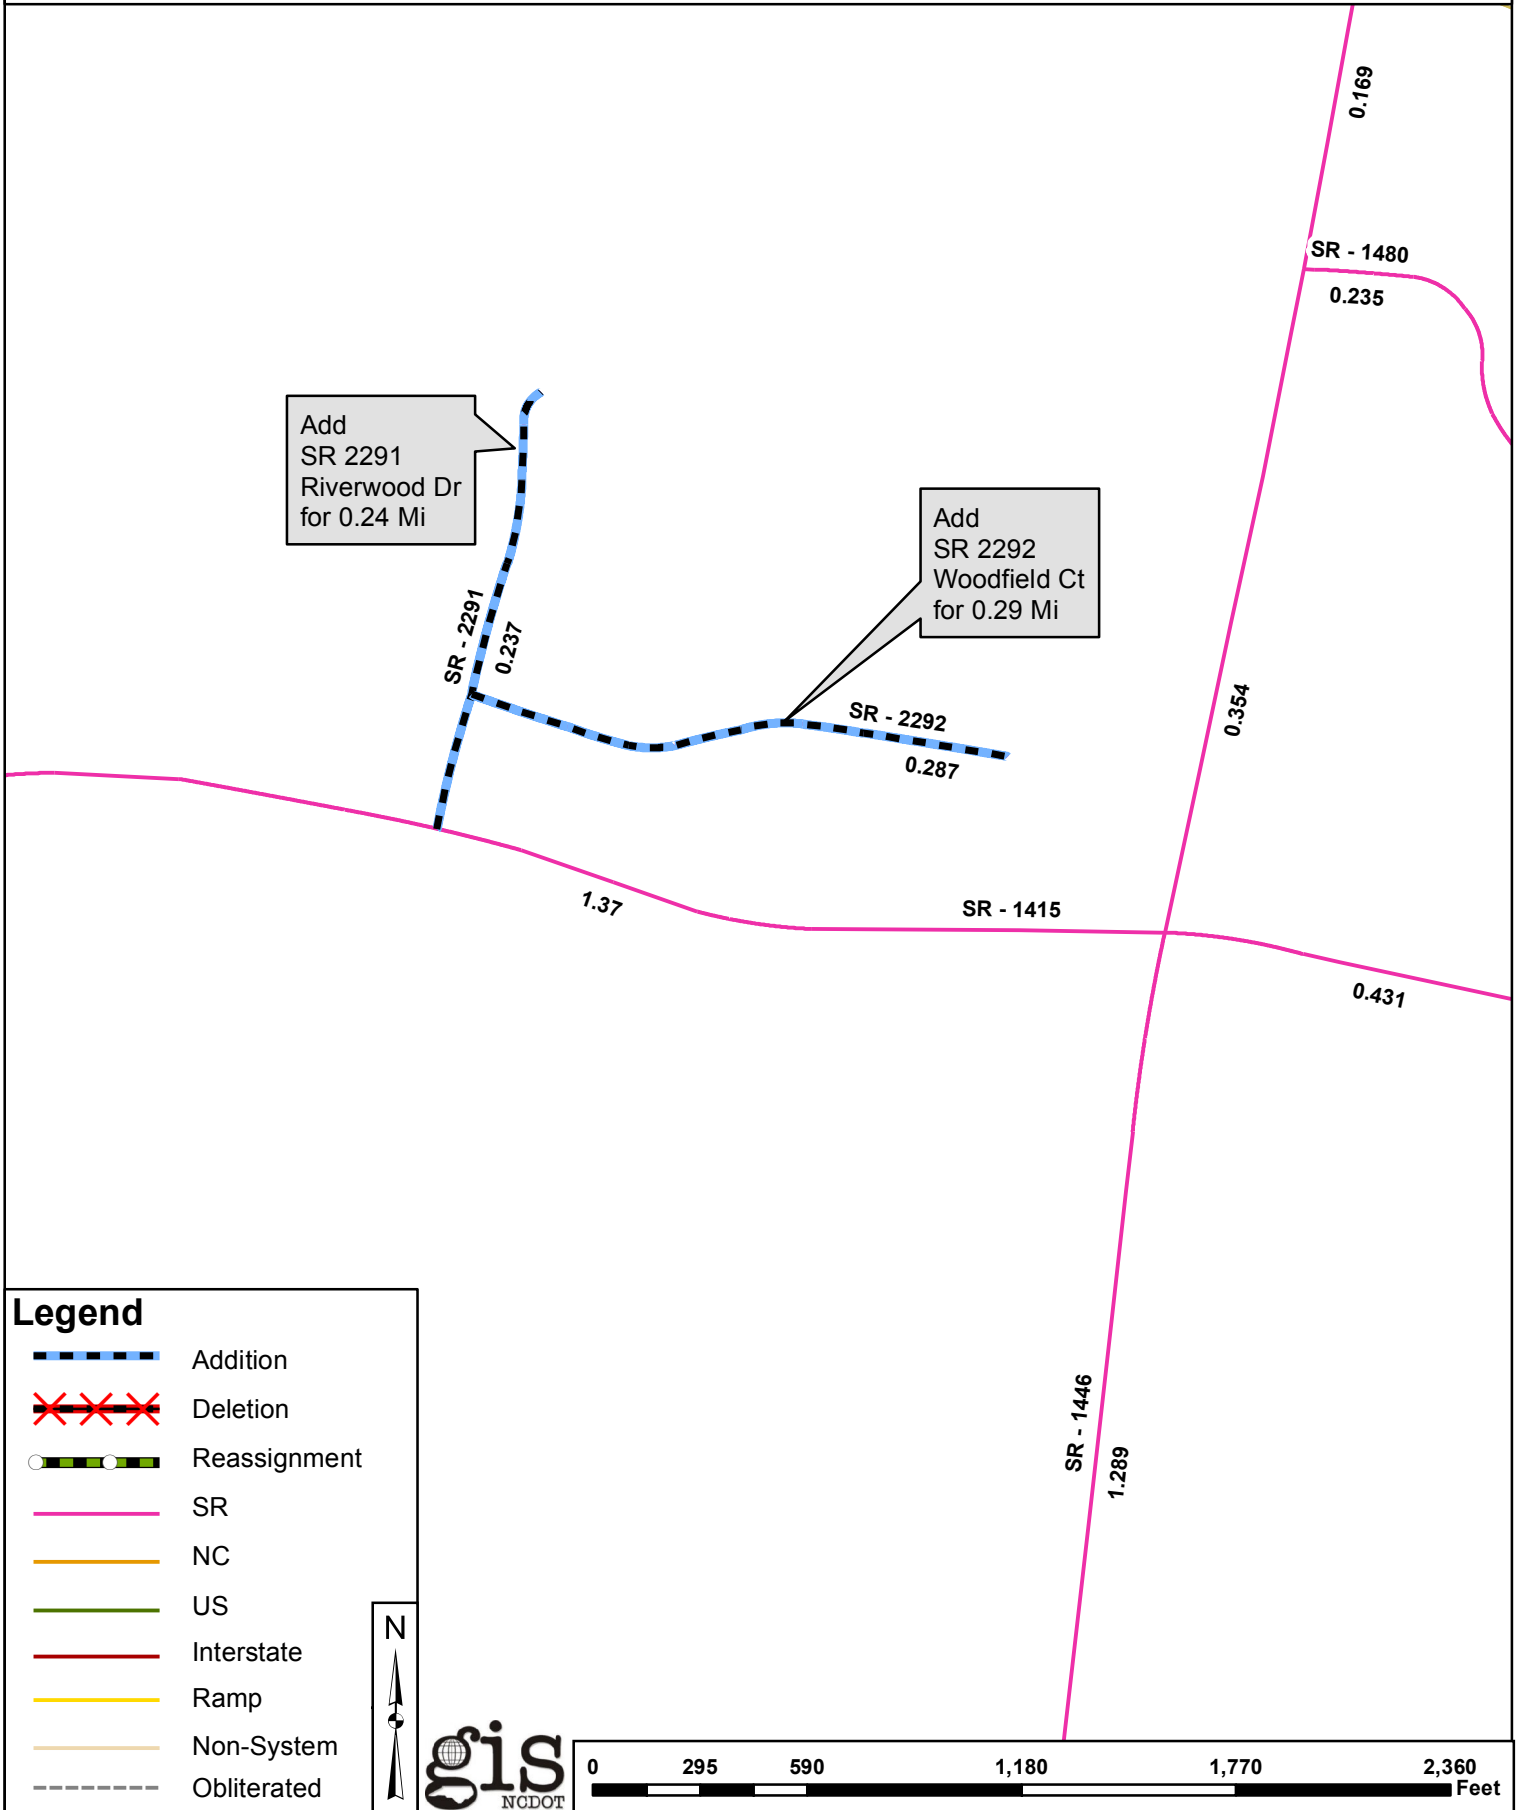 0.169
SR - 1480
0.235
Add
SR 2291
Riverwood Dr
for 0.24 Mi
Add
SR 2292
Woodfield Ct
for 0.29 Mi
SR - 2291
0.237
SR - 2292
0.287
0.354
1.37
SR - 1415
0.431
SR - 1446
1.289
Legend
Addition
Deletion
Reassignment
SR
NC
US
Interstate
Ramp
Non-System
Obliterated
N
gis
NCDOT
0 295 590 1,180 1,770 2,360
Feet